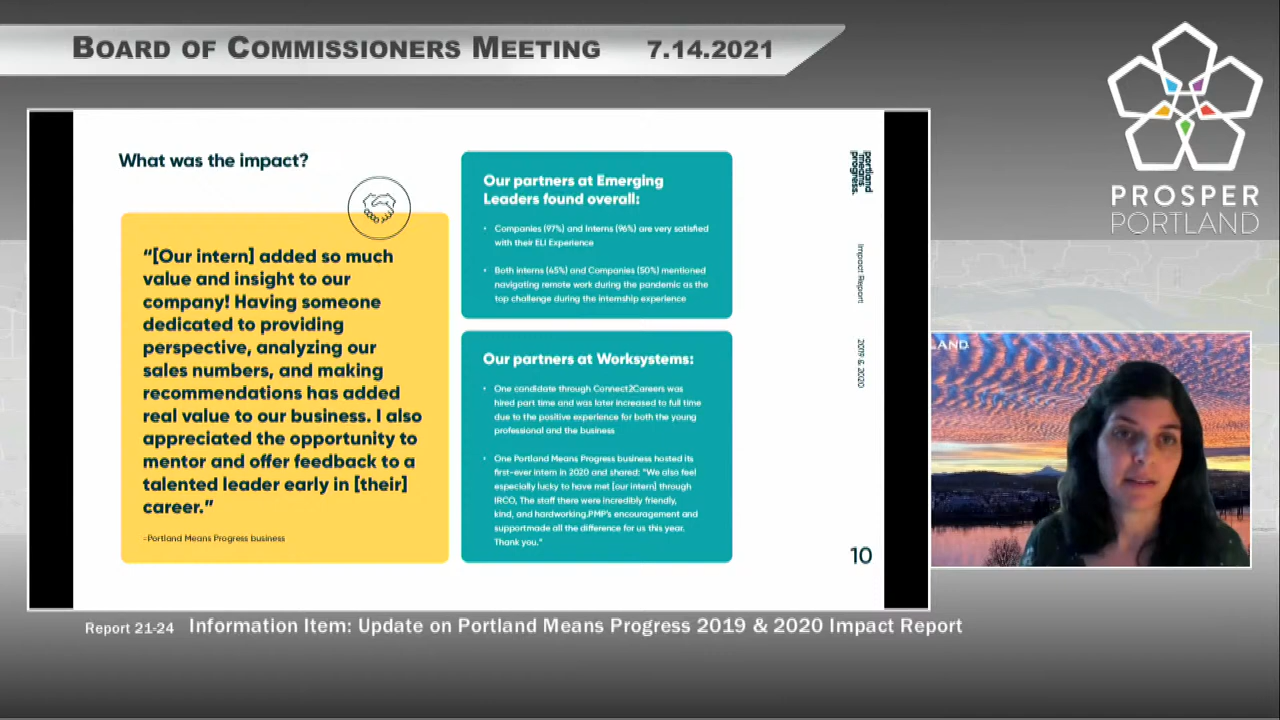 BOARD OF COMMISSIONERS MEETING 7.14.2021
PROSPER
PORTLAND
What was the impact?
"[Our intern] added so much
value and insight to our
company! Having someone
dedicated to providing
perspective, analyzing our
sales numbers, and making
recommendations has added
real value to our business. I also
appreciated the opportunity to
mentor and offer feedback to a
talented leader early in [their]
career."
-Portland Means Progress business
Our partners at Emerging
Leaders found overall:
• Companies (97%) and Interns (96%) are very satisfied
with their ELI Experience
• Both interns (45%) and Companies (50%) mentioned
navigating remote work during the pandemic as the
top challenge during the internship experience
Our partners at Worksystems:
• One candidate through Connect2Careers was
hired part time and was later increased to full time
due to the positive experience for both the young
professional and the business
• One Portland Means Progress business hosted its
first-ever intern in 2020 and shared: "We also feel
especially lucky to have met [our intern] through
IRCO, The staff there were incredibly friendly,
kind, and hardworking.PMP's encouragement and
supportmade all the difference for us this year.
Thank you."
portland
means
progress.
Impact Report
2019 & 2020
10
LAND
Report 21-24 Information Item: Update on Portland Means Progress 2019 & 2020 Impact Report